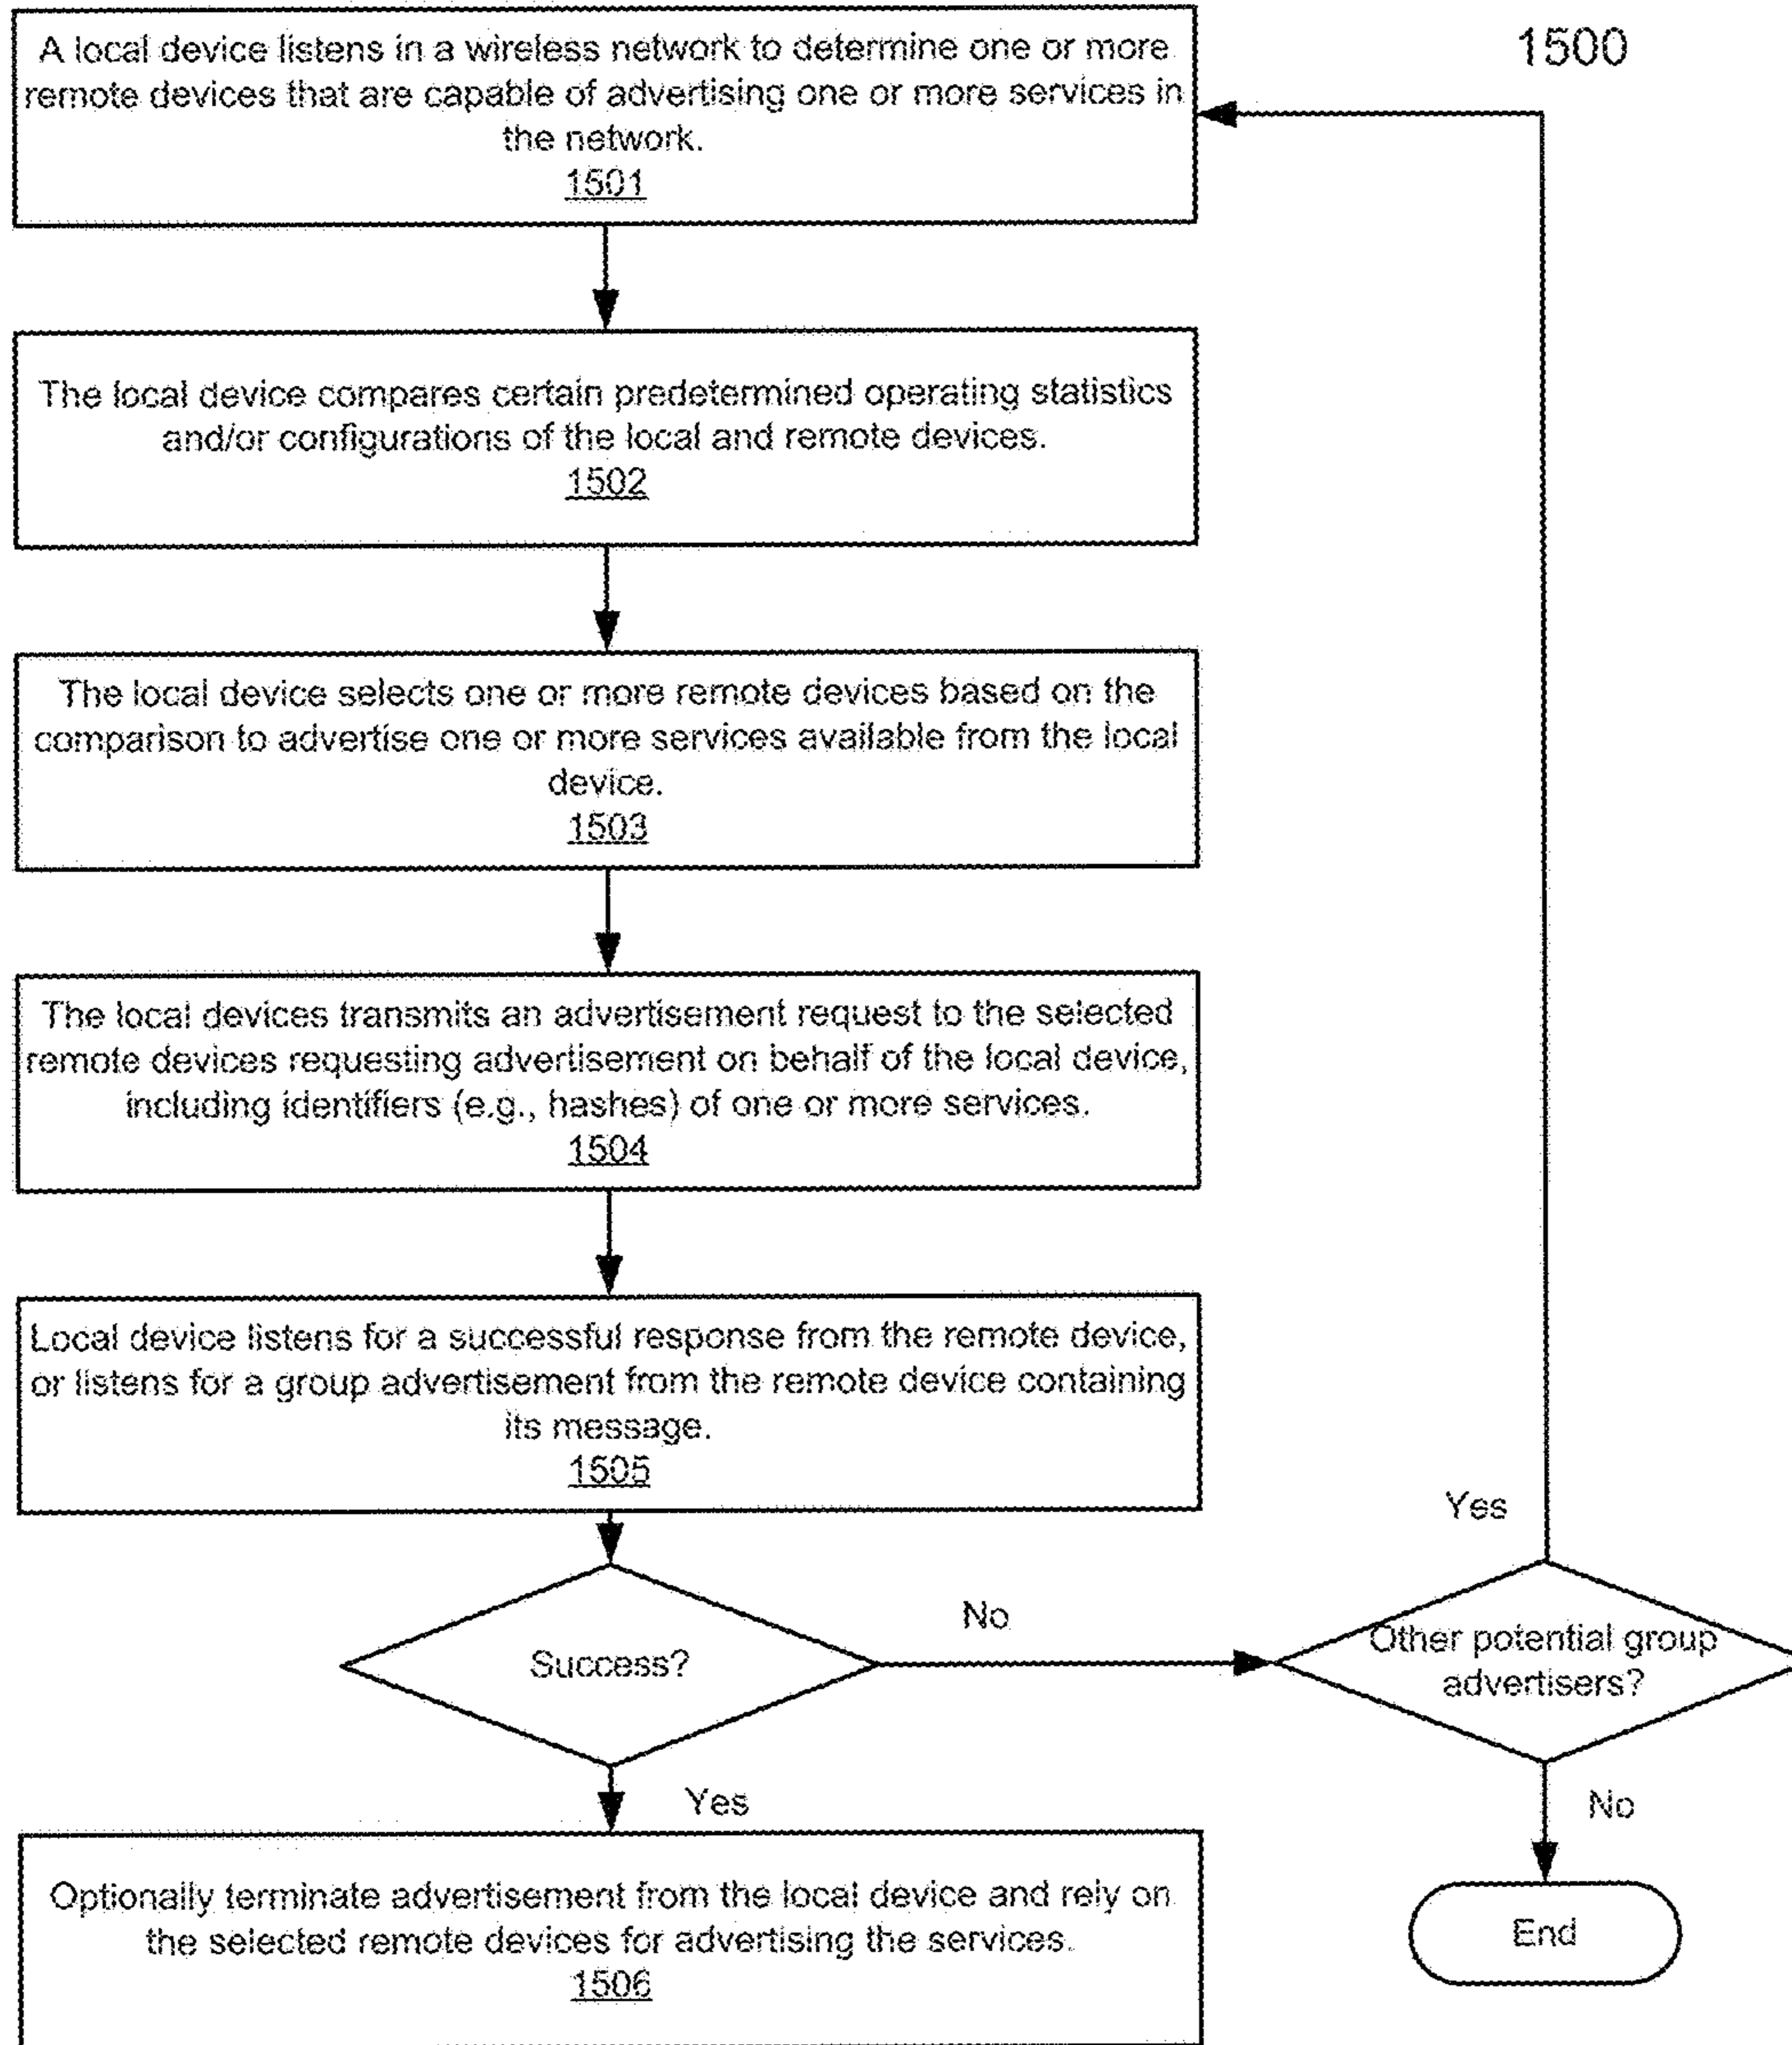 1500
A local device listens in a wireless network to determine one or more
remote devices that are capable of advertising one or more services in
the network.
1501
The local device compares certain predetermined operating statistics
and/or configurations of the local and remote devices.
1502
The local device selects one or more remote devices based on the
comparison to advertise one or more services available from the local
device.
1503
The local devices transmits an advertisement request to the selected
remote devices requesting advertisement on behalf of the local device,
including identifiers (e.g., hashes) of one or more services.
1504
Local device listens for a successful response from the remote device,
or listens for a group advertisement from the remote device containing
its message.
1505
Success?
No
Other potential group
advertisers?
Yes
No
End
Yes
Optionally terminate advertisement from the local device and rely on
the selected remote devices for advertising the services.
1506